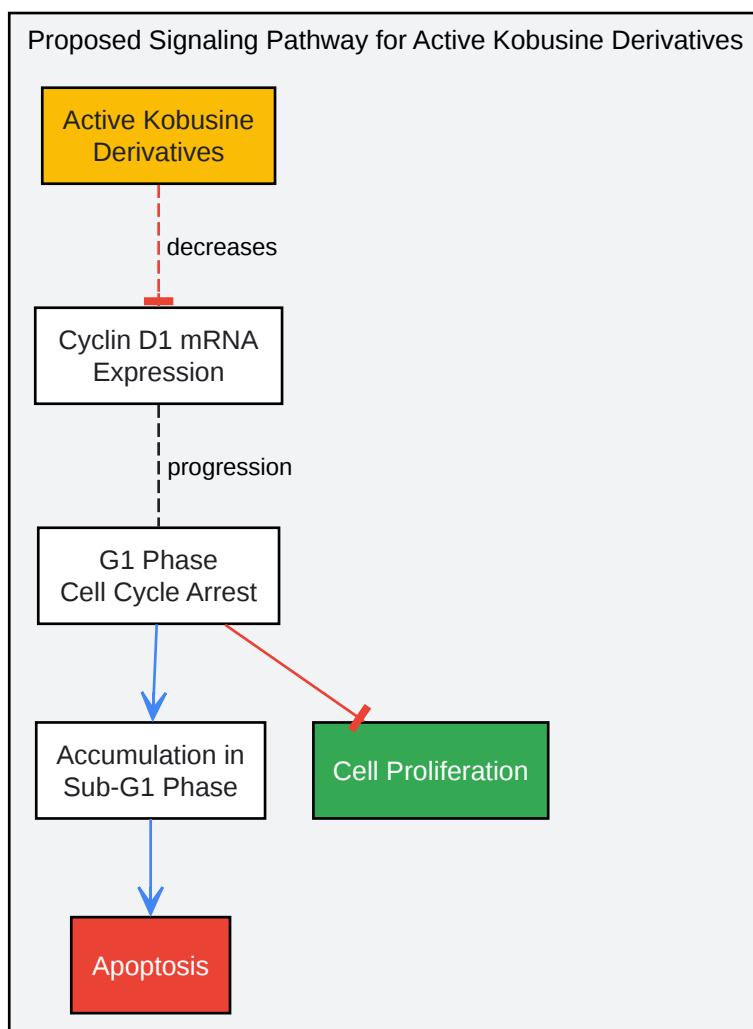 Proposed Signaling Pathway for Active Kobusine Derivatives
Active Kobusine
Derivatives
decreases
Cyclin D1 mRNA
Expression
progression
G1 Phase
Cell Cycle Arrest
Accumulation in
Sub-G1 Phase
Cell Proliferation
Apoptosis